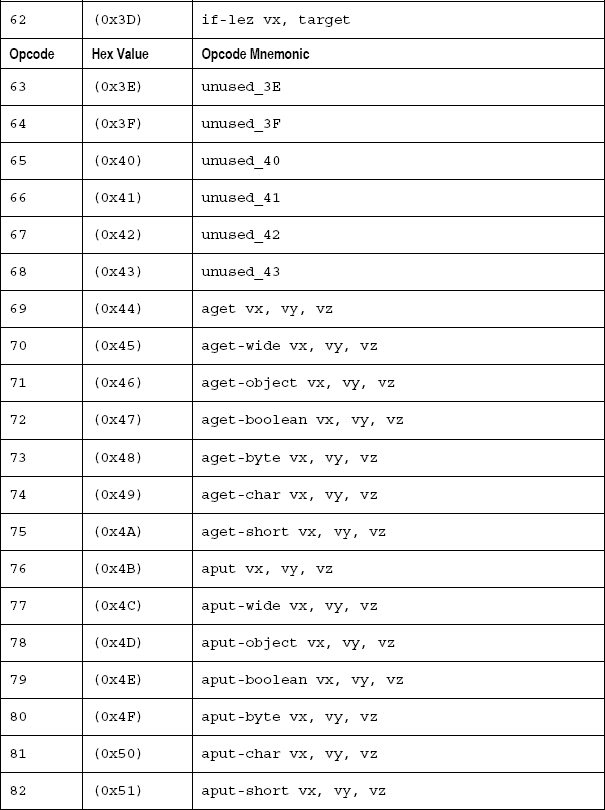 62 (0x3D) if-lez vx, target
Opcode Hex Value Opcode Mnemonic
63 (0x3E) unused_3E
64 (0x3F) unused_3F
65 (0x40) unused_40
66 (0x41) unused_41
67 (0x42) unused_42
68 (0x43) unused_43
69 (0x44) aget vx, vy, vz
70 (0x45) aget-wide vx, vy, vz
71 (0x46) aget-object vx, vy, vz
72 (0x47) aget-boolean vx, vy, vz
73 (0x48) aget-byte vx, vy, vz
74 (0x49) aget-char vx, vy, vz
75 (0x4A) aget-short vx, vy, vz
76 (0x4B) aput vx, vy, vz
77 (0x4C) aput-wide vx, vy, vz
78 (0x4D) aput-object vx, vy, vz
79 (0x4E) aput-boolean vx, vy, vz
80 (0x4F) aput-byte vx, vy, vz
81 (0x50) aput-char vx, vy, vz
82 (0x51) aput-short vx, vy, vz